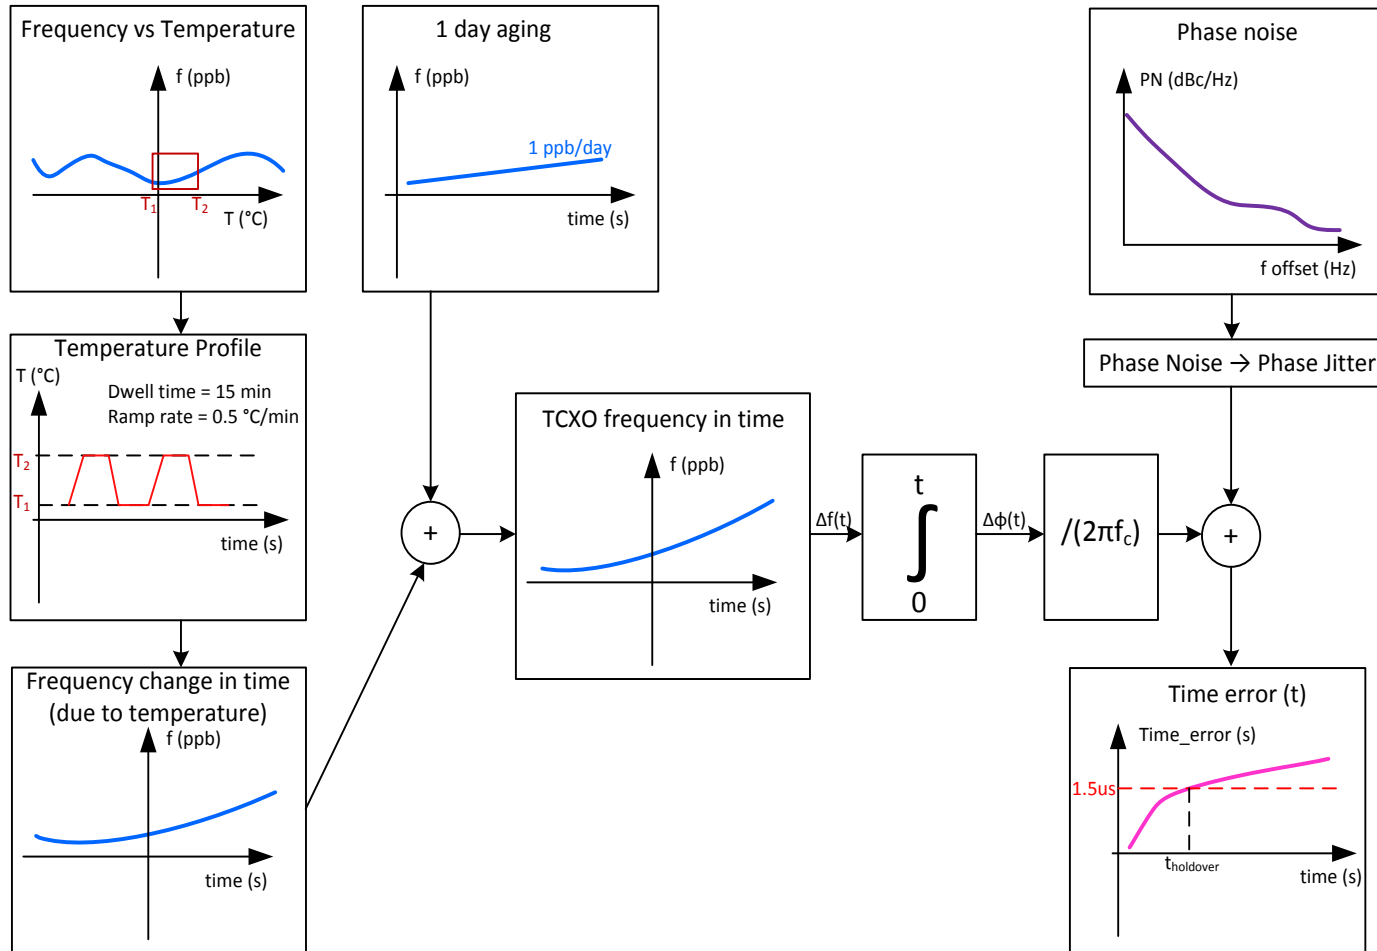 Frequency vs Temperature
f (ppb)
T₁
T₂
T (°C)
1 day aging
f (ppb)
1 ppb/day
time (s)
Phase noise
PN (dBc/Hz)
f offset (Hz)
Temperature Profile
T (°C)
Dwell time = 15 min
Ramp rate = 0.5 °C/min
T₂
T₁
time (s)
Phase Noise → Phase Jitter
Frequency change in time
(due to temperature)
f (ppb)
time (s)
+
TCXO frequency in time
f (ppb)
time (s)
Δf(t)
t
∫
0
Δϕ(t)
/(2πf꜀)
+
Time error (t)
Time_error (s)
1.5us
tₕₒₗdₒᵥₑᵣ
time (s)